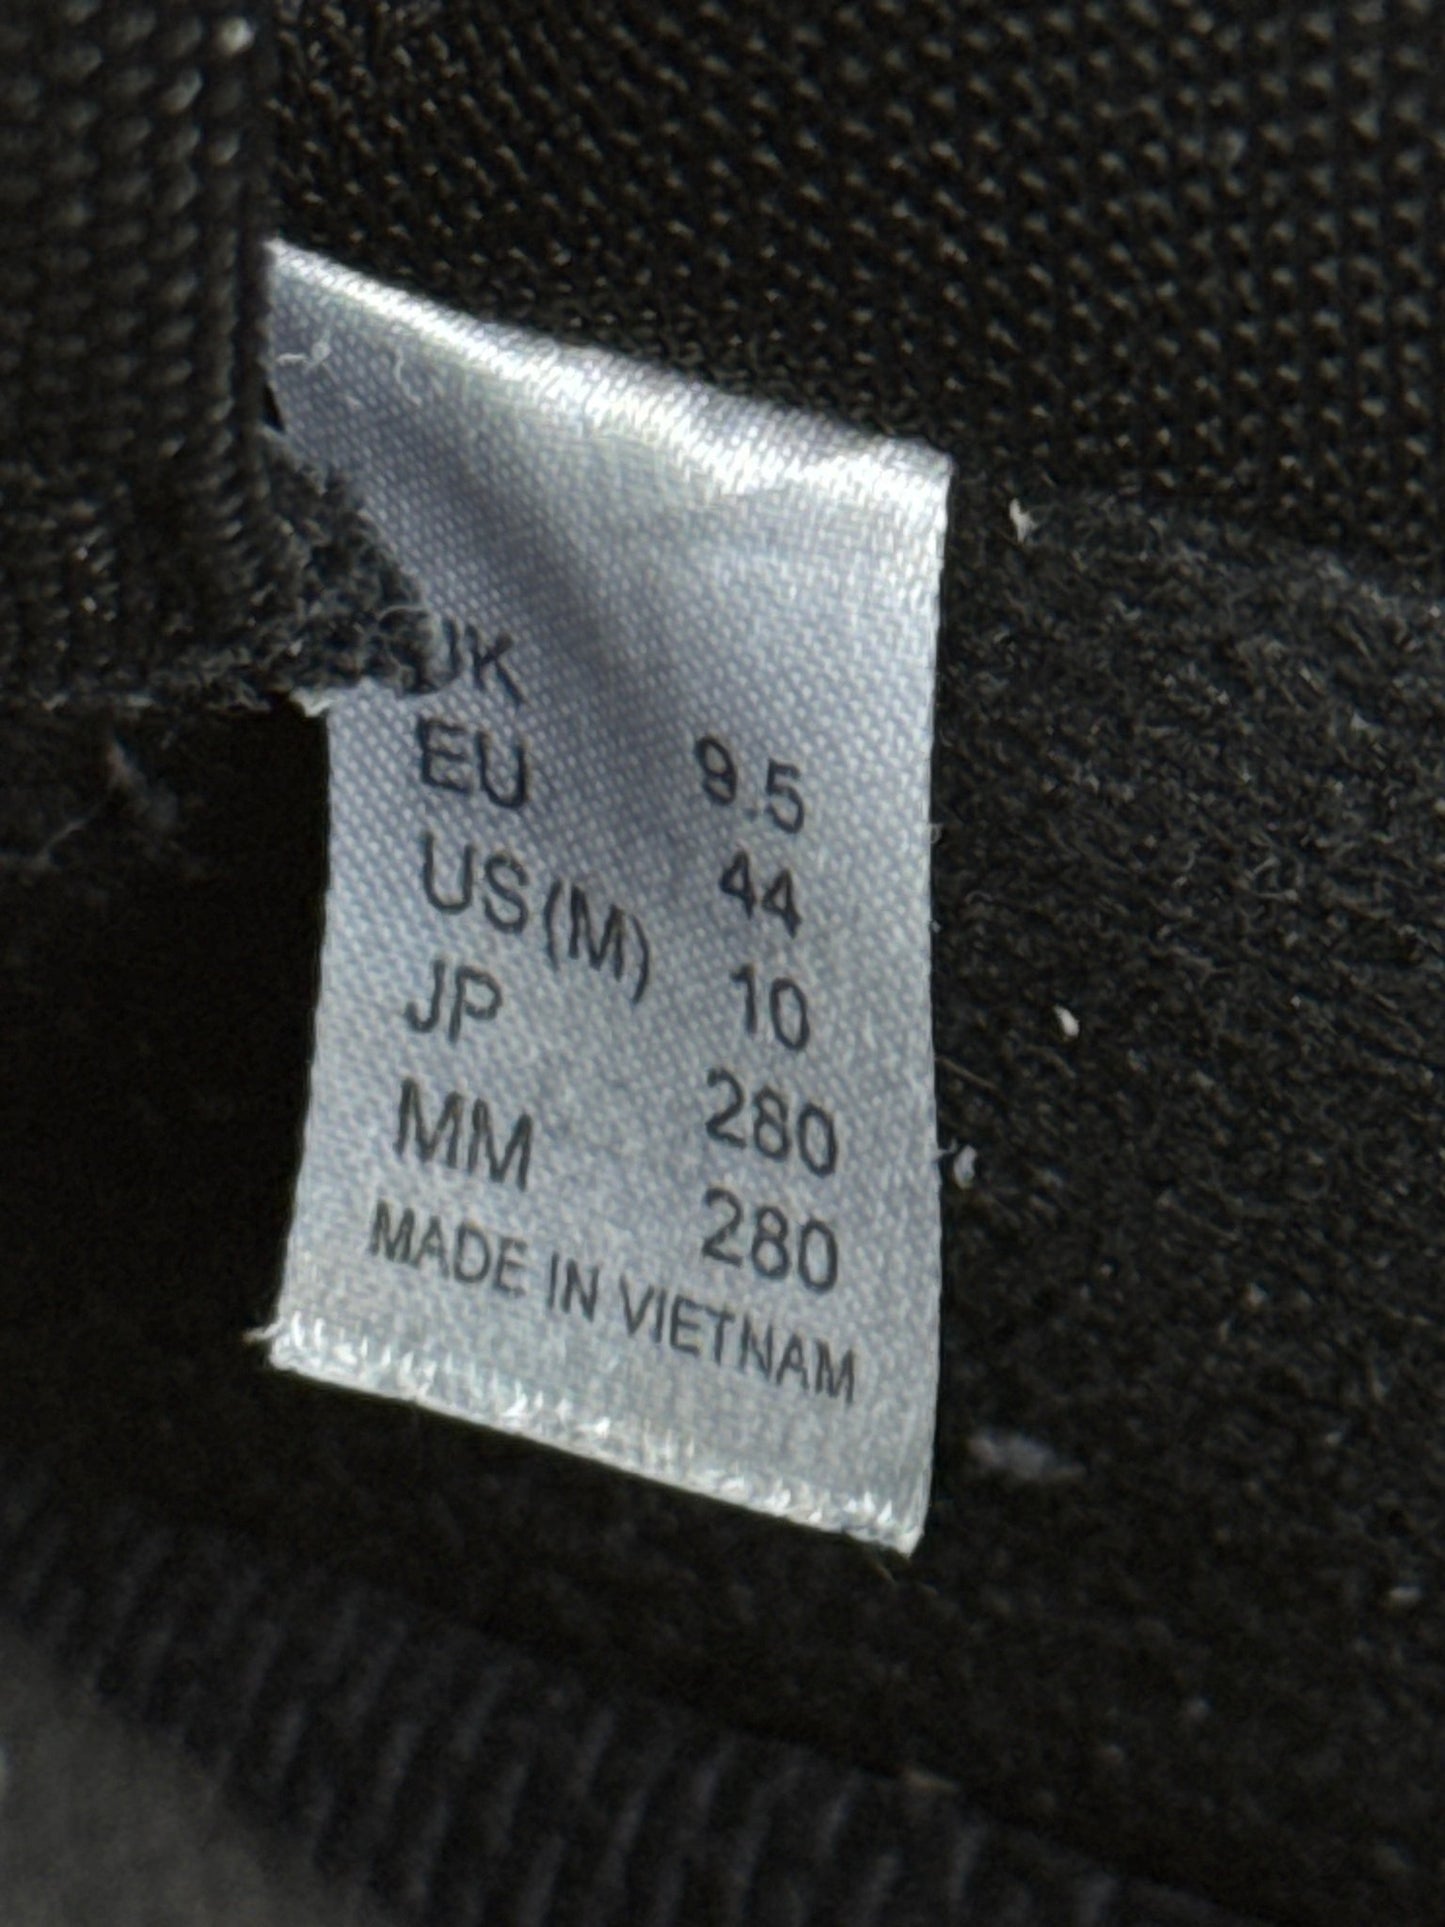 UK 9.5
EU 44
US(M) 10
JP 280
MM 280
MADE IN VIETNAM